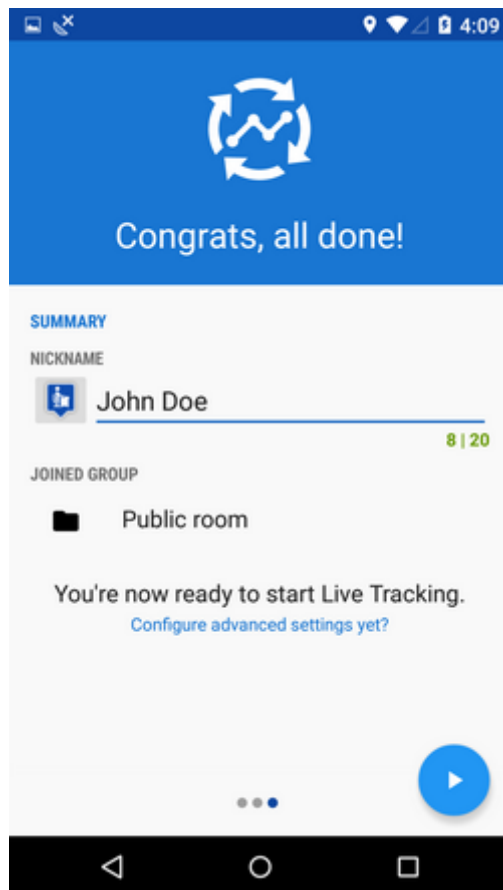 4:09
Congrats, all done!
SUMMARY
NICKNAME
John Doe
8 | 20
JOINED GROUP
Public room
You're now ready to start Live Tracking.
Configure advanced settings yet?